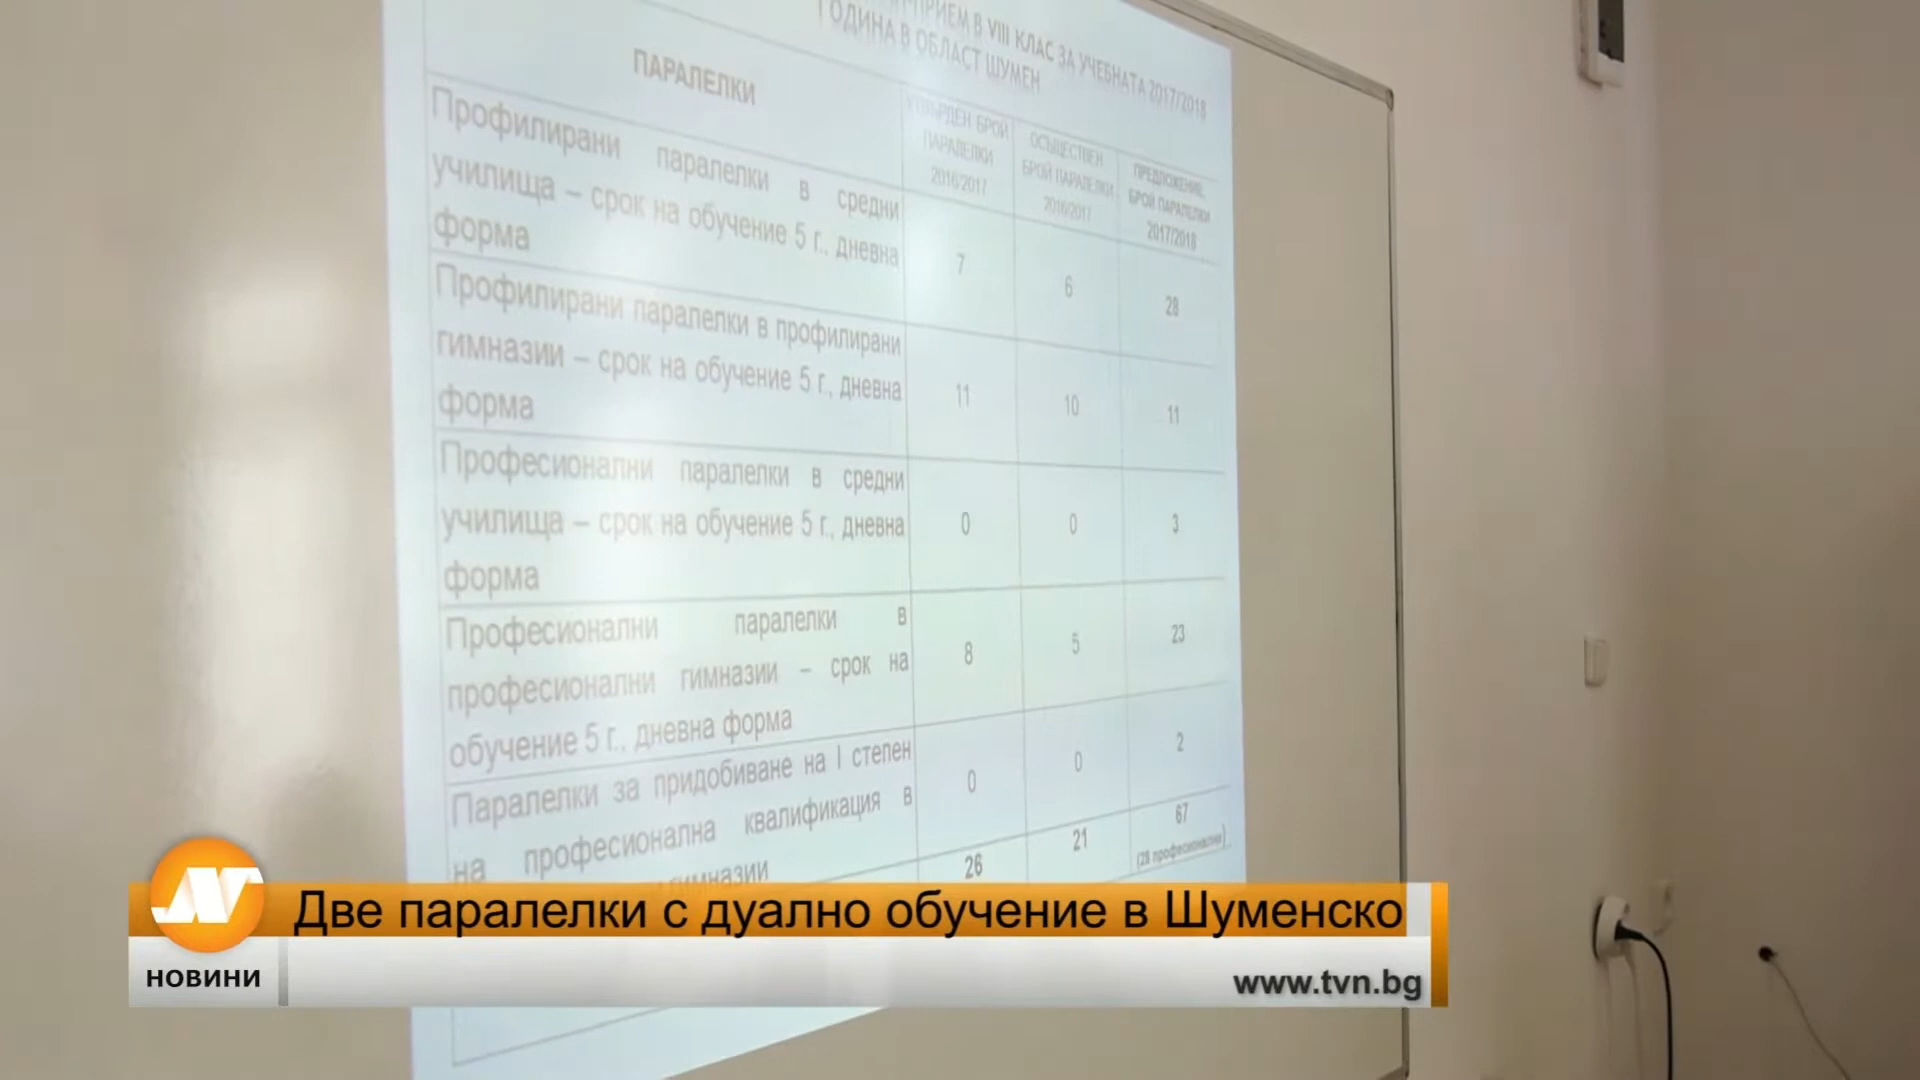 ПРИЕМ В VIII КЛАС ЗА УЧЕБНАТА 2017/2018
ГОДИНА В ОБЛАСТ ШУМЕН
ПАРАЛЕЛКИ
УТВЪРДЕН БРОЙ
ПАРАЛЕЛКИ
2016/2017
ОСЪЩЕСТВЕН
БРОЙ ПАРАЛЕЛКИ
2016/2017
ПРЕДЛОЖЕНИЕ,
БРОЙ ПАРАЛЕЛКИ
2017/2018
Профилирани паралелки в средни
училища – срок на обучение 5 г., дневна
форма
7
6
28
Профилирани паралелки в профилирани
гимназии – срок на обучение 5 г., дневна
форма
11
10
11
Професионални паралелки в средни
училища – срок на обучение 5 г., дневна
форма
0
0
3
Професионални паралелки в
професионални гимназии – срок на
обучение 5 г., дневна форма
8
5
23
Паралелки за придобиване на I степен
на професионална квалификация в
гимназии
0
0
2
26
21
67
(28 професионални)
Две паралелки с дуално обучение в Шуменско
НОВИНИ
www.tvn.bg